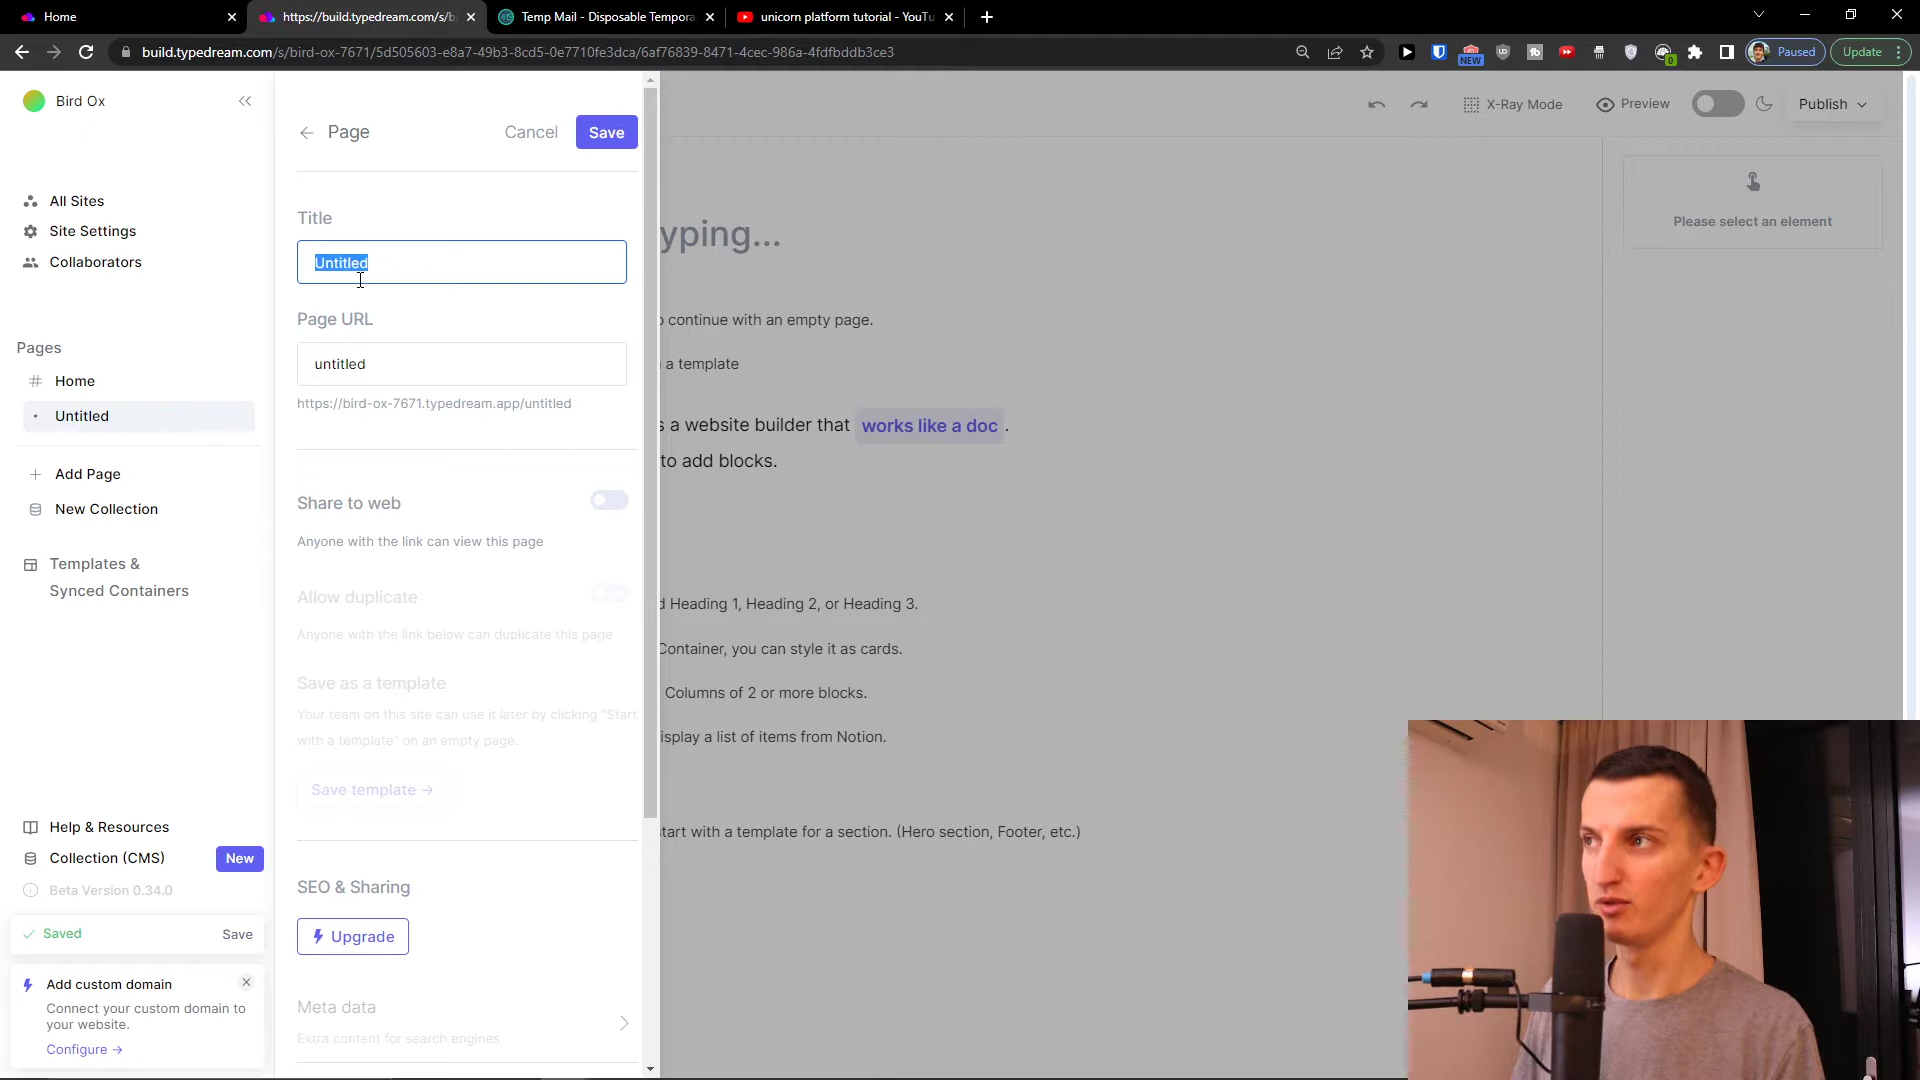 Home
https://build.typedream.com/s/bi
Temp Mail - Disposable Tempora
unicorn platform tutorial - YouTu
build.typedream.com/s/bird-ox-7671/5d505603-e8a7-49b3-8cd5-0e7710fe3dca/6af76839-8471-4cec-986a-4fdfbddb3ce3
NEW
0
Paused
Update
Bird Ox
Page
Cancel
Save
X-Ray Mode
Preview
Publish
All Sites
Site Settings
Collaborators
Title
Untitled
yping...
Please select an element
Page URL
untitled
https://bird-ox-7671.typedream.app/untitled
o continue with an empty page.
a template
Pages
Home
Untitled
s a website builder that works like a doc .
to add blocks.
Add Page
New Collection
Share to web
Anyone with the link can view this page
Templates &
Synced Containers
Allow duplicate
Anyone with the link below can duplicate this page
d Heading 1, Heading 2, or Heading 3.
Container, you can style it as cards.
Save as a template
Your team on this site can use it later by clicking "Start
with a template" on an empty page.
Columns of 2 or more blocks.
isplay a list of items from Notion.
Save template →
start with a template for a section. (Hero section, Footer, etc.)
Help & Resources
Collection (CMS)
New
Beta Version 0.34.0
SEO & Sharing
Upgrade
Saved
Save
Add custom domain
Connect your custom domain to
your website.
Configure →
Meta data
Extra content for search engines